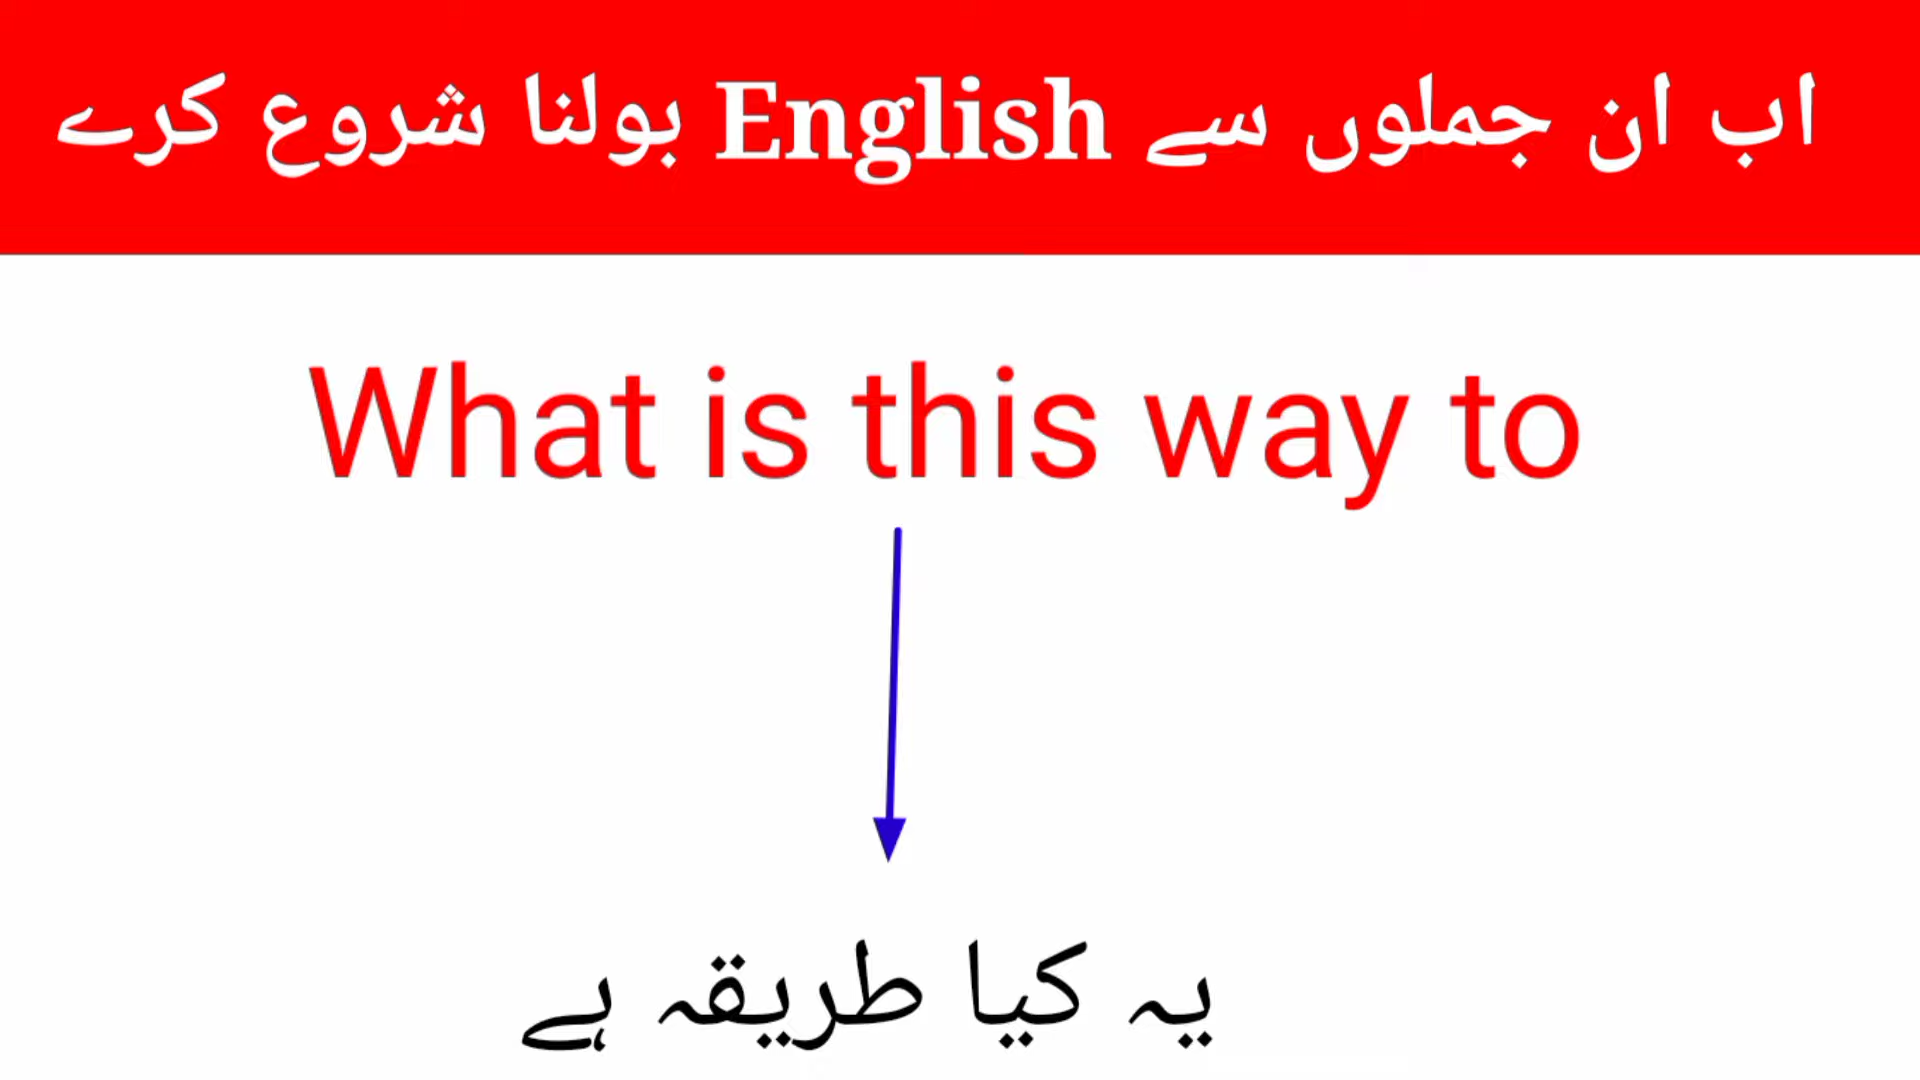 اب ان جملوں سے English بولنا شروع کرے
What is this way to
یہ کیا طریقہ ہے